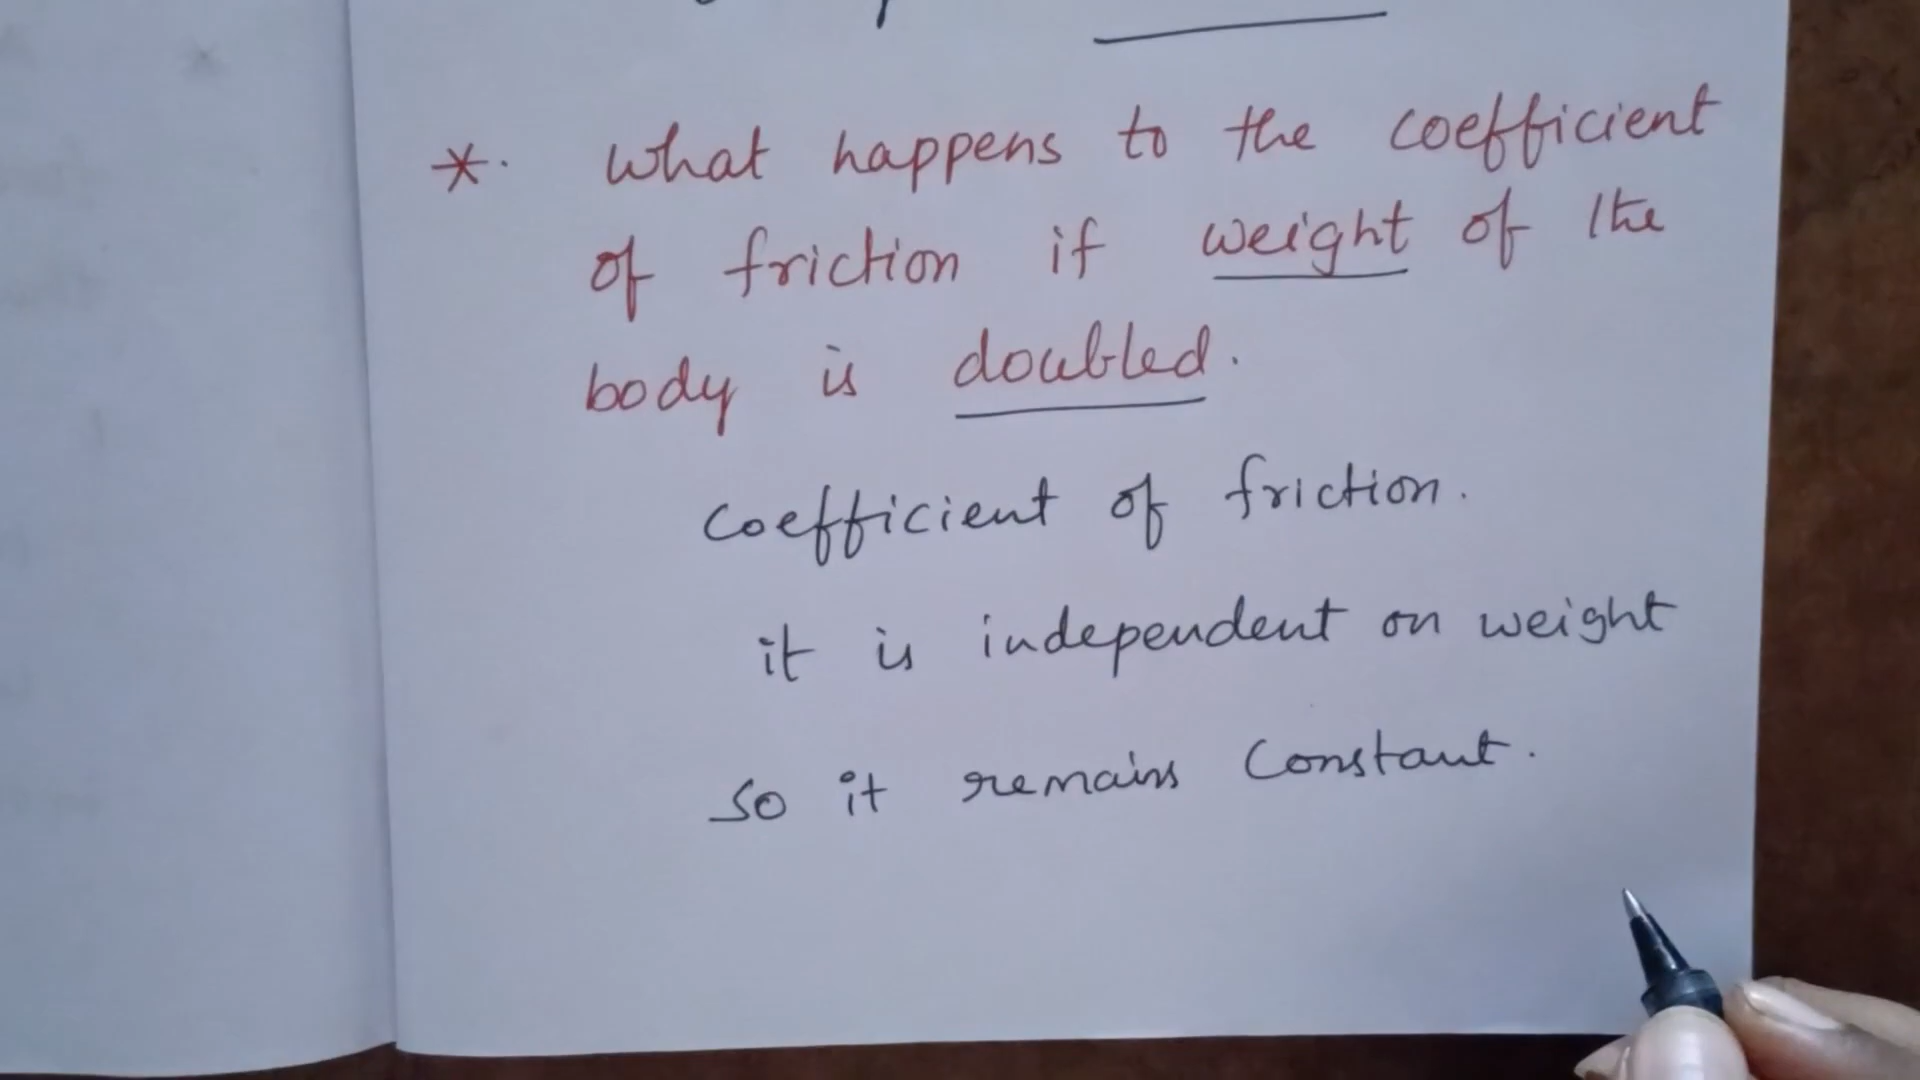 *. What happens to the coefficient
of friction if weight of the
body is doubled.
Coefficient of friction.
it is independent on weight
so it remains Constant.